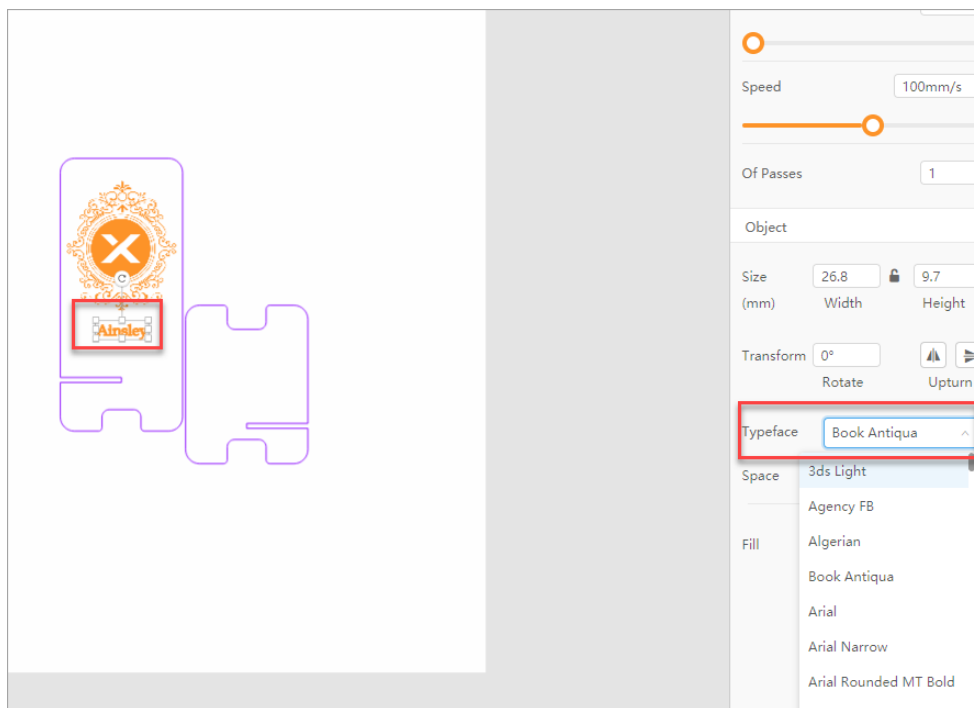 Speed 100mm/s
Of Passes 1
Object
Size 26.8 9.7
(mm) Width Height
Ainsley
Transform 0°
Rotate Upturn
Typeface Book Antiqua
Space
3ds Light
Agency FB
Fill
Algerian
Book Antiqua
Arial
Arial Narrow
Arial Rounded MT Bold